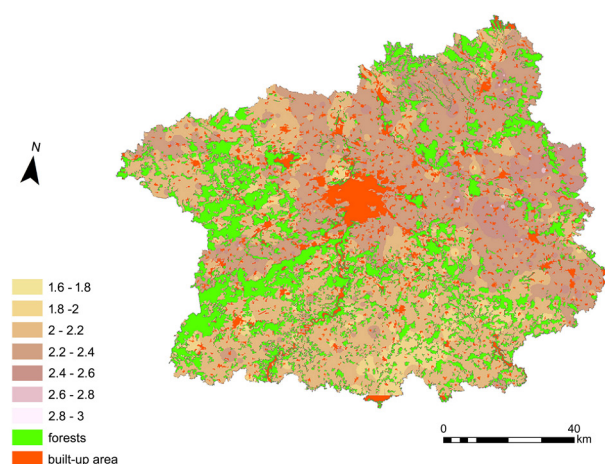 N
1.6 - 1.8
1.8 -2
2 - 2.2
2.2 - 2.4
2.4 - 2.6
2.6 - 2.8
2.8 - 3
forests
built-up area
0 40
km